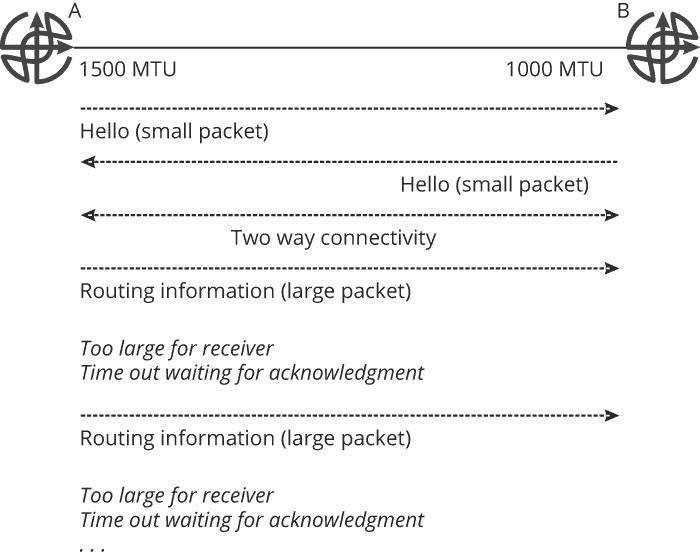 A
B
1500 MTU
1000 MTU
Hello (small packet)
Hello (small packet)
Two way connectivity
Routing information (large packet)
Too large for receiver
Time out waiting for acknowledgment
Routing information (large packet)
Too large for receiver
Time out waiting for acknowledgment
. . .